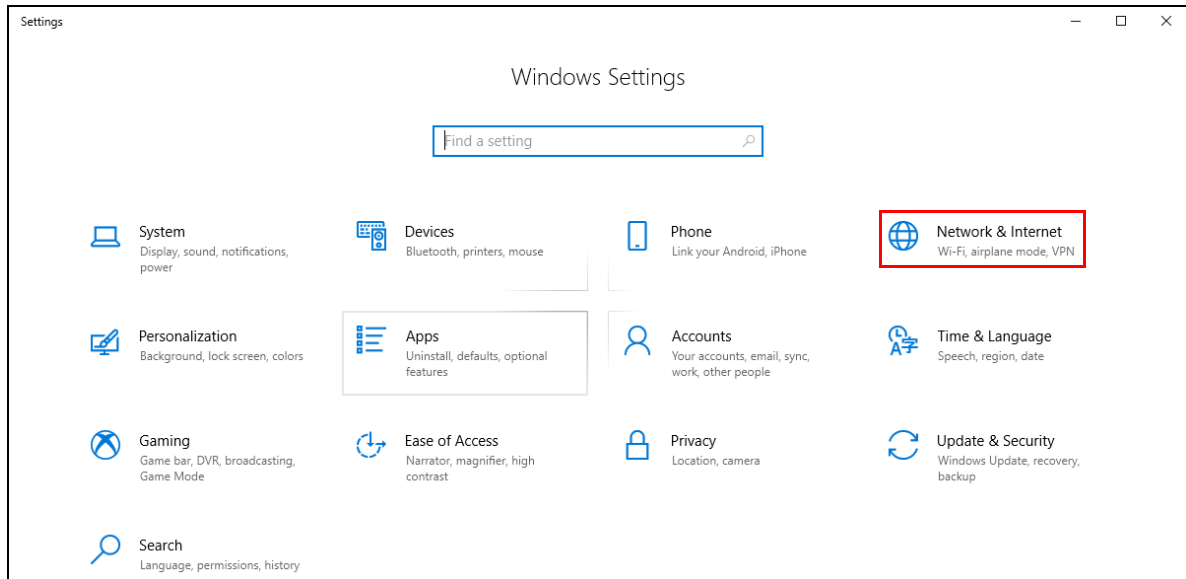 Settings
Windows Settings
Find a setting
System
Display, sound, notifications,
power
Devices
Bluetooth, printers, mouse
Phone
Link your Android, iPhone
Network & Internet
Wi-Fi, airplane mode, VPN
Personalization
Background, lock screen, colors
Apps
Uninstall, defaults, optional
features
Accounts
Your accounts, email, sync,
work, other people
Time & Language
Speech, region, date
Gaming
Game bar, DVR, broadcasting,
Game Mode
Ease of Access
Narrator, magnifier, high
contrast
Privacy
Location, camera
Update & Security
Windows Update, recovery,
backup
Search
Language, permissions, history